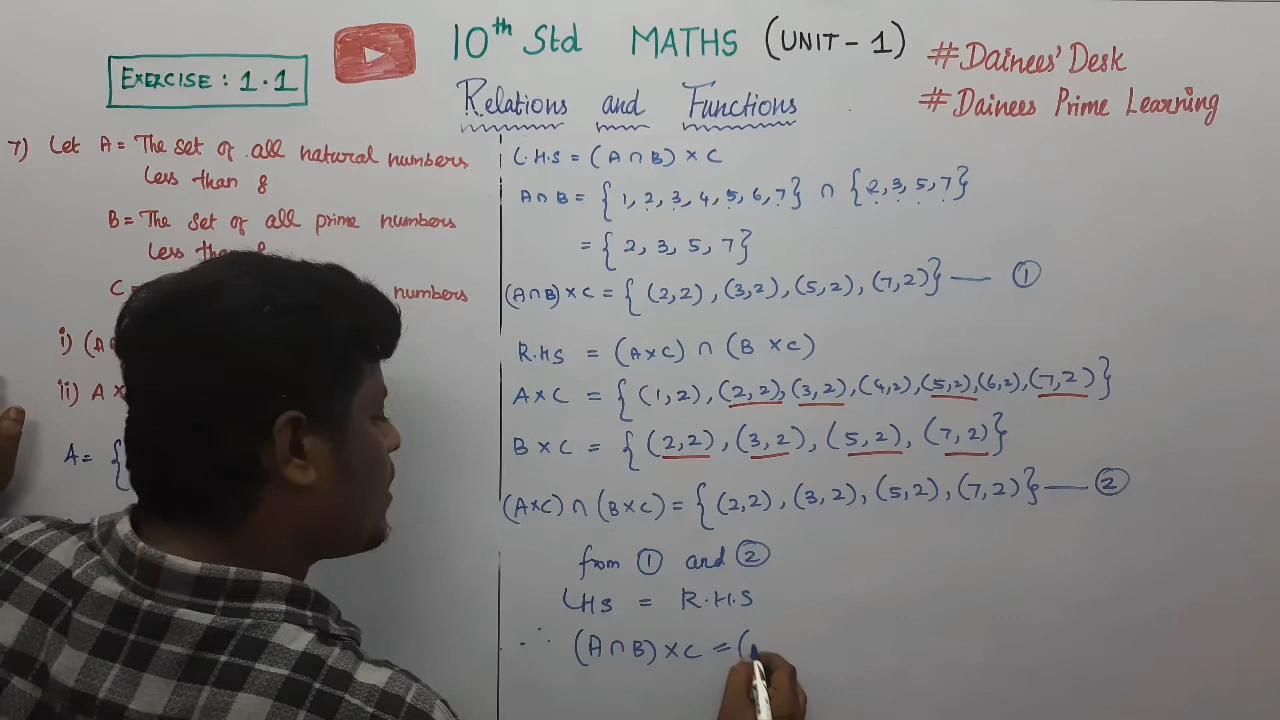 10th Std MATHS (UNIT-1)
EXERCISE : 1.1
Relations and Functions
#Dainees' Desk
#Dainees Prime Learning
7) Let A = The set of all natural numbers
less than 8
B = The set of all prime numbers
less than 8
C = numbers
i) (A
ii) A ×
A = {
L.H.S = (A ∩ B) × C
A∩B = { 1, 2, 3, 4, 5, 6, 7} ∩ {2, 3, 5, 7}
= { 2, 3, 5, 7}
(A∩B)×C = { (2,2), (3,2), (5,2), (7,2)} — ①
R.HS = (A×C) ∩ (B ×C)
A×C = { (1,2), (2,2), (3,2), (4,2), (5,2), (6,2), (7,2)}
B×C = { (2,2), (3,2), (5,2), (7,2)}
(A×C) ∩ (B×C) = { (2,2), (3,2), (5,2), (7,2)} — ②
from ① and ②
LHS = R.H.S
∴ (A∩B)×C = (